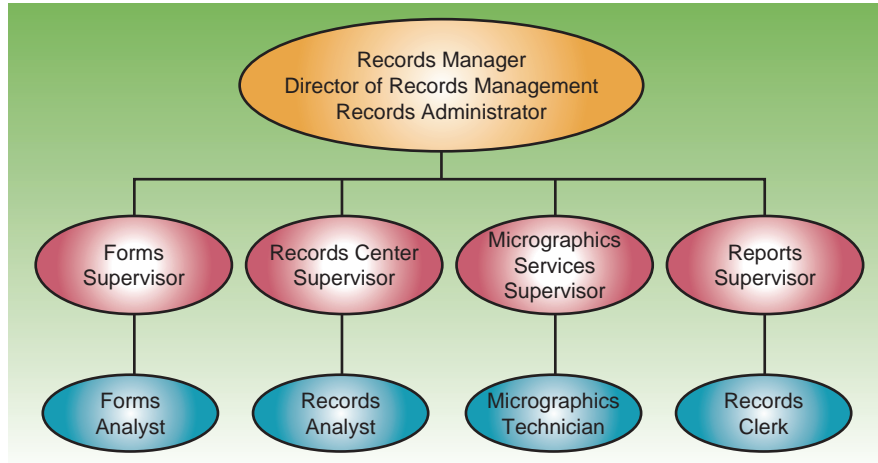 Records Manager
Director of Records Management
Records Administrator
Forms
Supervisor
Records Center
Supervisor
Micrographics
Services
Supervisor
Reports
Supervisor
Forms
Analyst
Records
Analyst
Micrographics
Technician
Records
Clerk